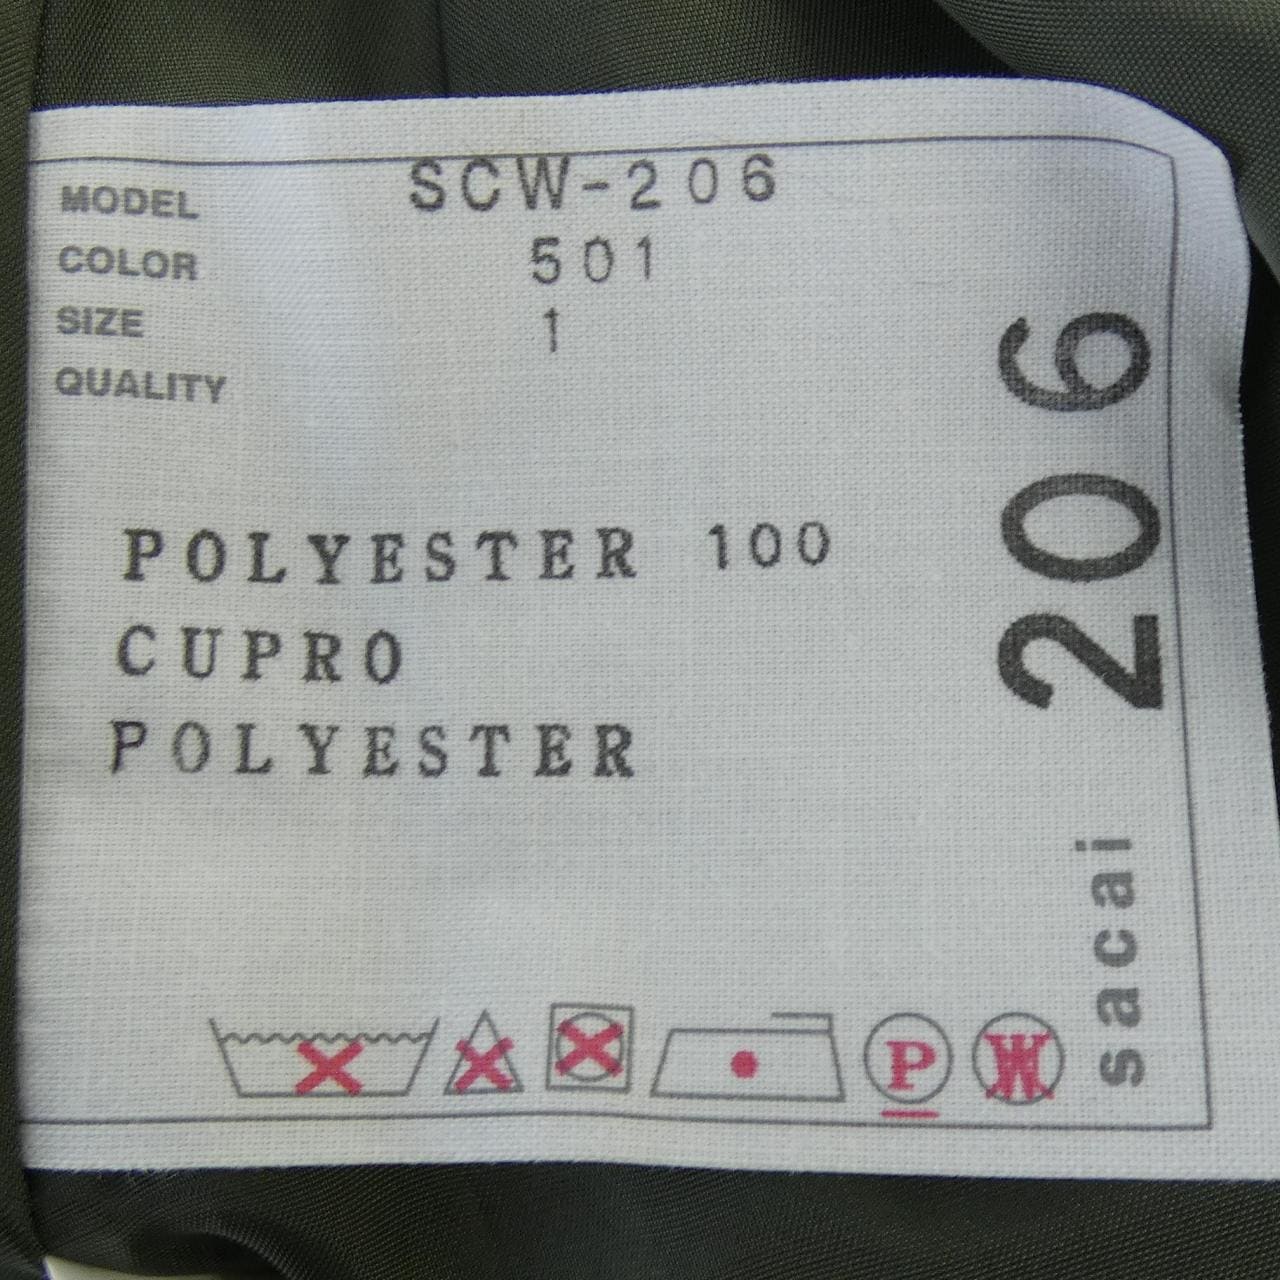 MODEL SCW-206
COLOR 501
SIZE 1
QUALITY
POLYESTER 100
CUPRO
POLYESTER
P
W
sacai 206